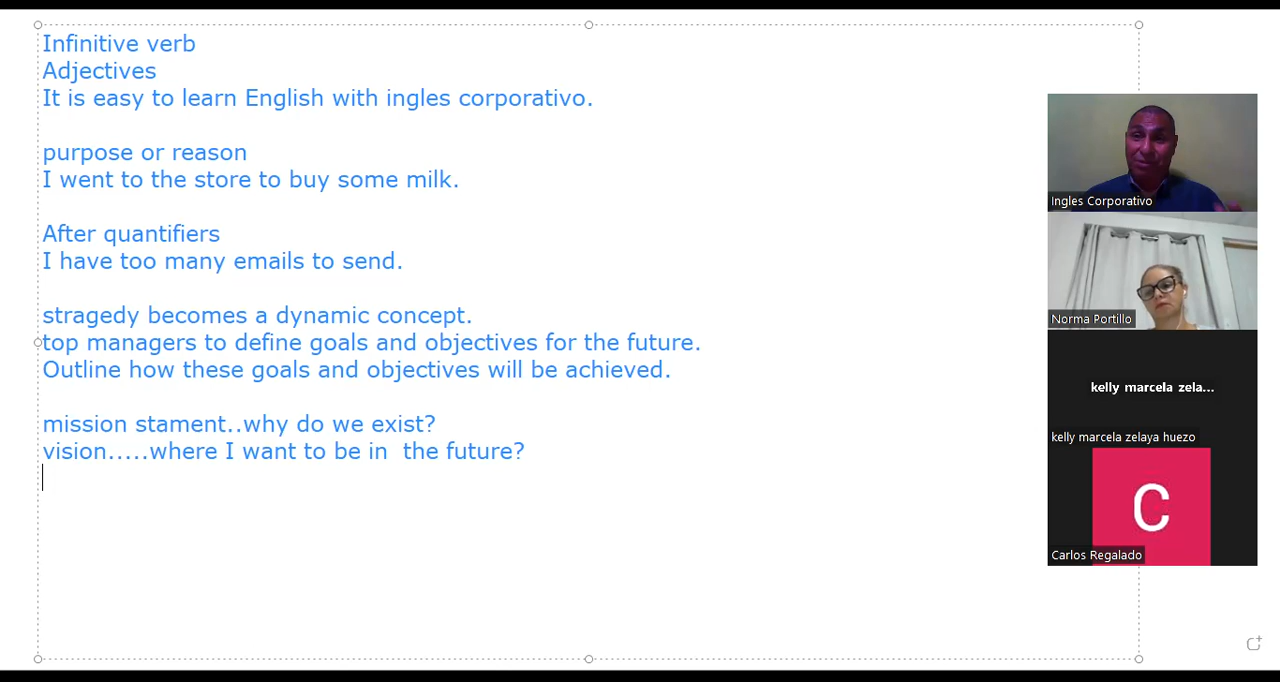 Infinitive verb
Adjectives
It is easy to learn English with ingles corporativo.
purpose or reason
I went to the store to buy some milk.
After quantifiers
I have too many emails to send.
stragedy becomes a dynamic concept.
top managers to define goals and objectives for the future.
Outline how these goals and objectives will be achieved.
mission stament..why do we exist?
vision.....where I want to be in  the future?
Ingles Corporativo
Norma Portillo
kelly marcela zela...
kelly marcela zelaya huezo
C
Carlos Regalado